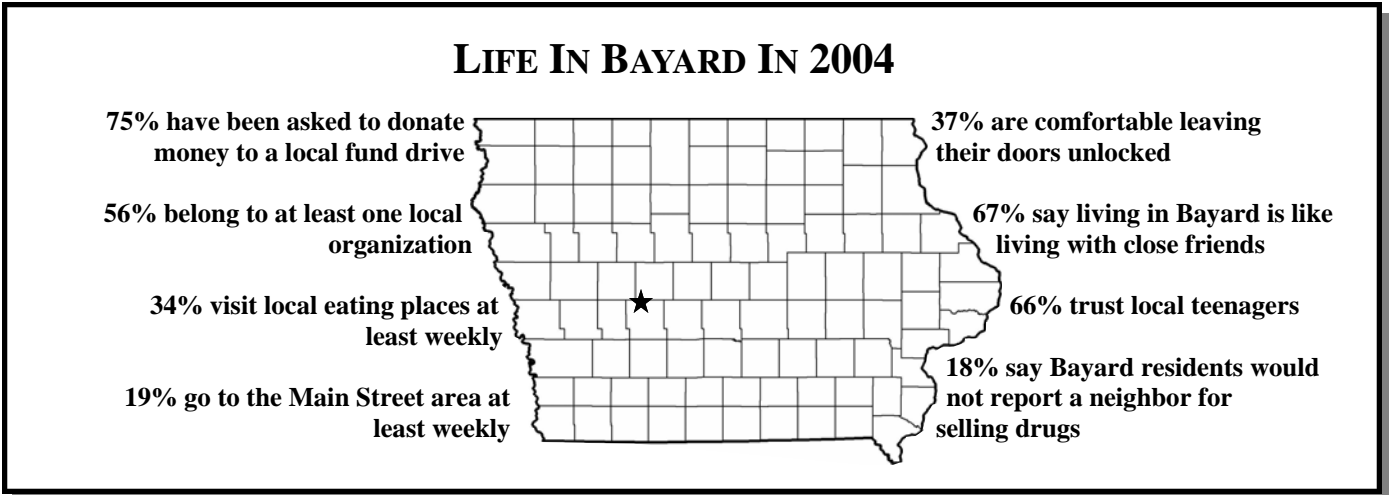 LIFE IN BAYARD IN 2004
75% have been asked to donate
money to a local fund drive
56% belong to at least one local
organization
34% visit local eating places at
least weekly
19% go to the Main Street area at
least weekly
37% are comfortable leaving
their doors unlocked
67% say living in Bayard is like
living with close friends
66% trust local teenagers
18% say Bayard residents would
not report a neighbor for
selling drugs